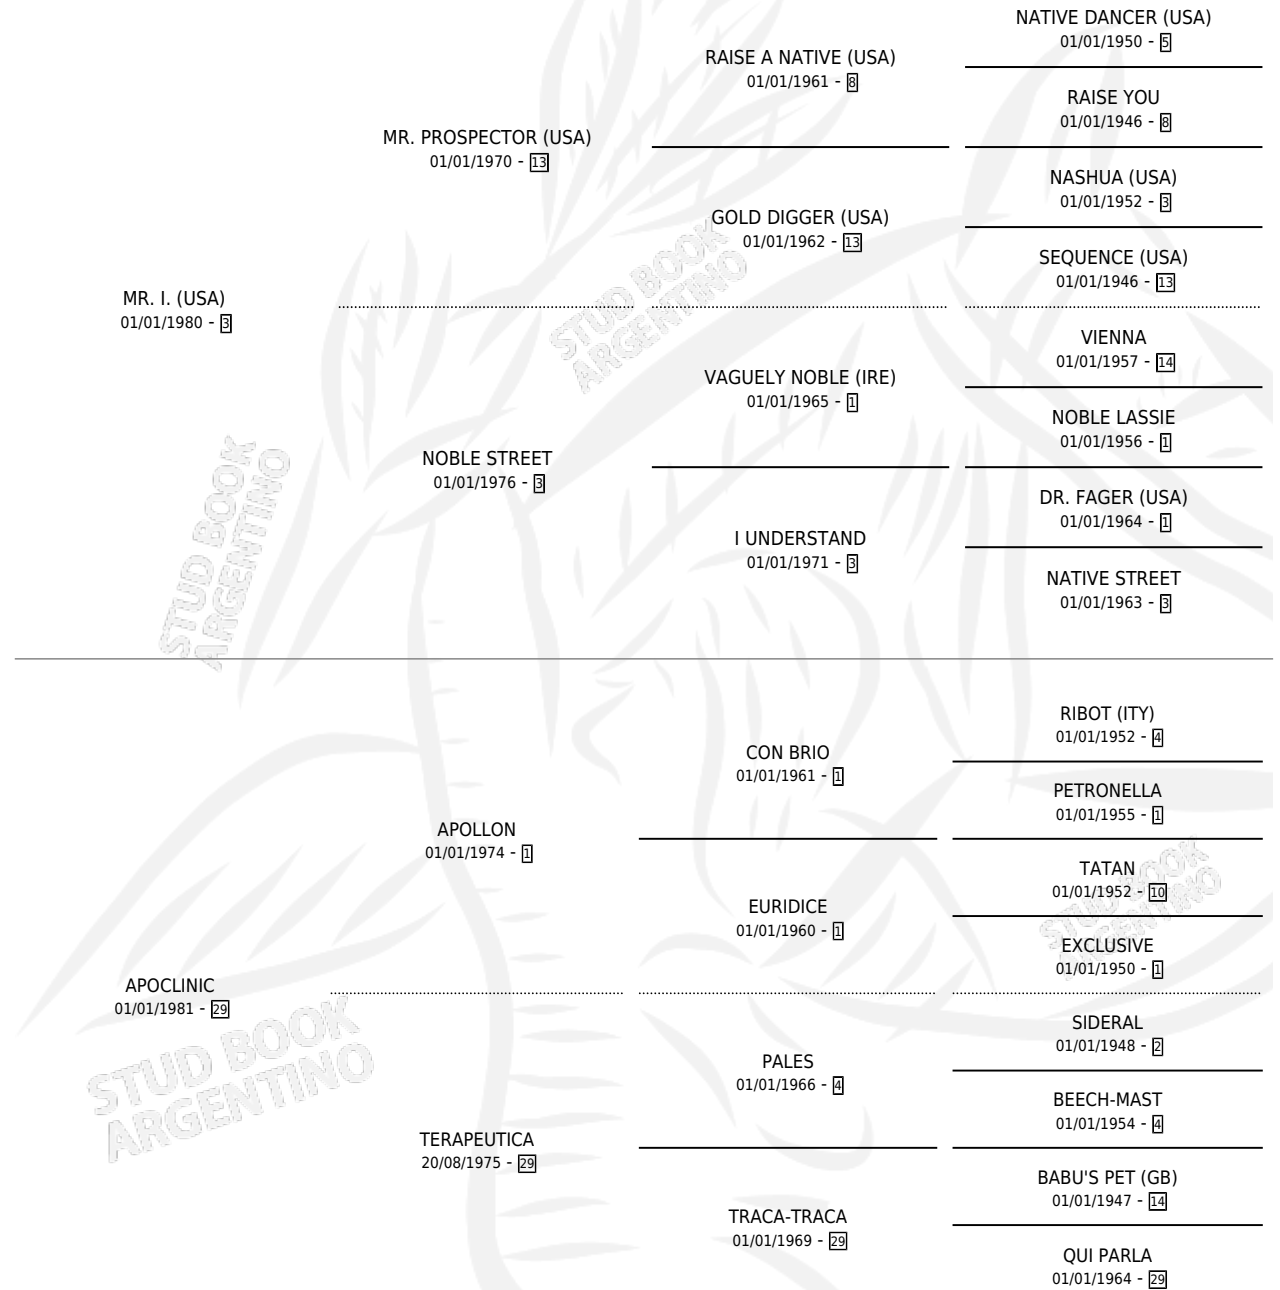 NATIVE DANCER (USA)
01/01/1950 - 5
RAISE A NATIVE (USA)
01/01/1961 - 8
RAISE YOU
01/01/1946 - 8
MR. PROSPECTOR (USA)
01/01/1970 - 13
NASHUA (USA)
01/01/1952 - 3
GOLD DIGGER (USA)
01/01/1962 - 13
SEQUENCE (USA)
01/01/1946 - 13
MR. I. (USA)
01/01/1980 - 3
STUD BOOK
ARGENTINO
VIENNA
01/01/1957 - 14
VAGUELY NOBLE (IRE)
01/01/1965 - 1
NOBLE LASSIE
01/01/1956 - 1
NOBLE STREET
01/01/1976 - 3
DR. FAGER (USA)
01/01/1964 - 1
I UNDERSTAND
01/01/1971 - 3
NATIVE STREET
01/01/1963 - 3
STUD BOOK
ARGENTINO
RIBOT (ITY)
01/01/1952 - 4
CON BRIO
01/01/1961 - 1
PETRONELLA
01/01/1955 - 1
APOLLON
01/01/1974 - 1
TATAN
01/01/1952 - 10
EURIDICE
01/01/1960 - 1
EXCLUSIVE
01/01/1950 - 1
STUD BOOK
ARGENTINO
APOCLINIC
01/01/1981 - 29
SIDERAL
01/01/1948 - 2
PALES
01/01/1966 - 4
BEECH-MAST
01/01/1954 - 4
STUD BOOK
ARGENTINO
TERAPEUTICA
20/08/1975 - 29
BABU'S PET (GB)
01/01/1947 - 14
TRACA-TRACA
01/01/1969 - 29
QUI PARLA
01/01/1964 - 29